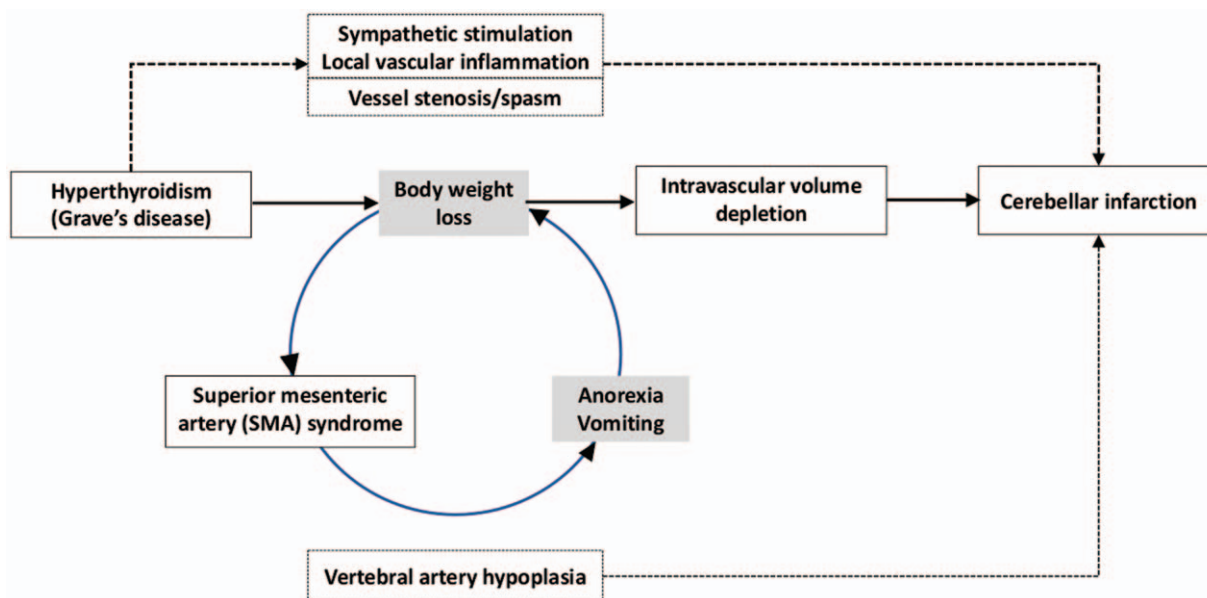 Sympathetic stimulation
Local vascular inflammation
Vessel stenosis/spasm
Hyperthyroidism
(Grave's disease)
Body weight
loss
Intravascular volume
depletion
Cerebellar infarction
Superior mesenteric
artery (SMA) syndrome
Anorexia
Vomiting
Vertebral artery hypoplasia